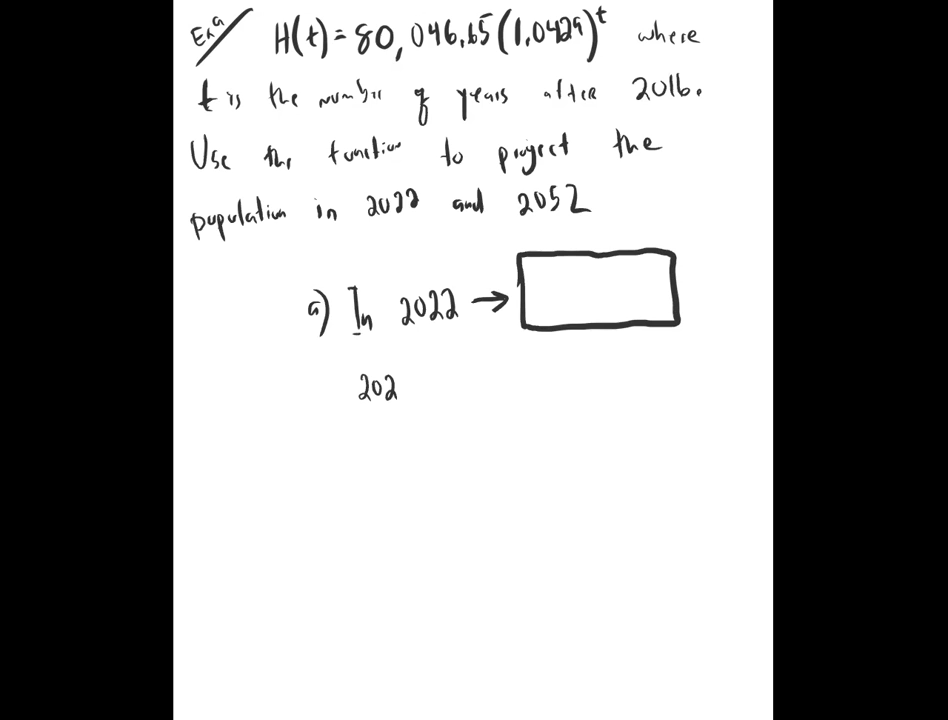 Exa/ H(t) = 80,046.65(1.0429)^t where
t is the number of years after 2016.
Use the function to project the
population in 2022 and 2052
a) In 2022 →
202